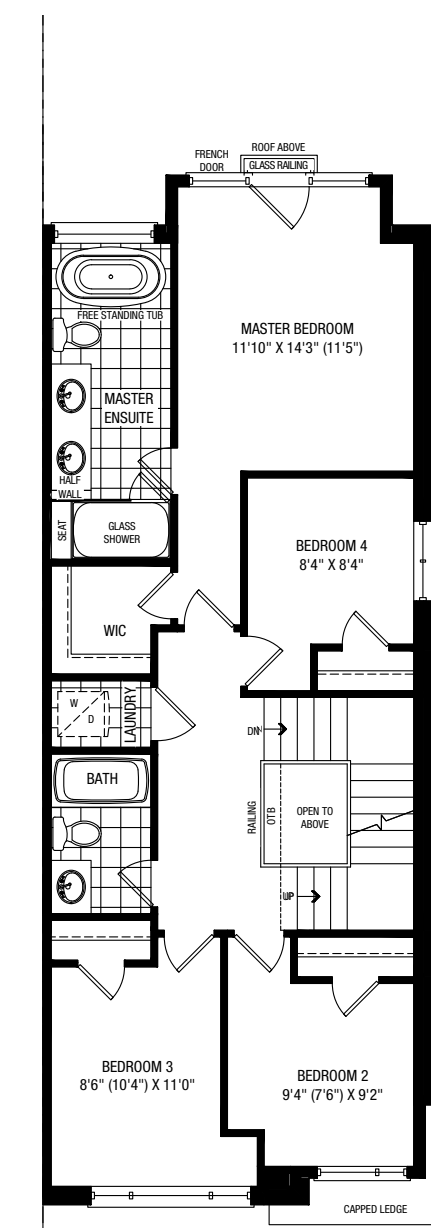 ROOF ABOVE
FRENCH
DOOR
GLASS RAILING
FREE STANDING TUB
MASTER BEDROOM
11'10" X 14'3" (11'5")
MASTER
ENSUITE
HALF
WALL
SEAT
GLASS
SHOWER
BEDROOM 4
8'4" X 8'4"
WIC
W
D
LAUNDRY
DN
BATH
RAILING
OTB
OPEN TO
ABOVE
UP
BEDROOM 3
8'6" (10'4") X 11'0"
BEDROOM 2
9'4" (7'6") X 9'2"
CAPPED LEDGE